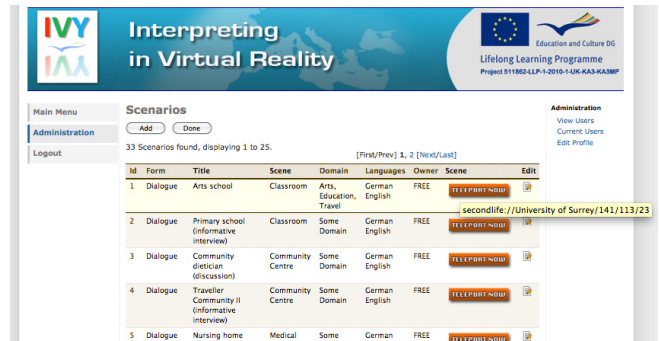 IVY
Interpreting
in Virtual Reality
Education and Culture DG
Lifelong Learning Programme
Project 511862-LLP-1-2010-1-UK-KA3-KA3MP
Main Menu
Administration
Logout
Scenarios
Add Done
33 Scenarios found, displaying 1 to 25.
[First/Prev] 1, 2 [Next/Last]
Id Form Title Scene Domain Languages Owner Scene Edit
1 Dialogue Arts school Classroom Arts, German FREE TELEPORT NOW
Education, English
Travel
secondlife://University of Surrey/141/113/23
2 Dialogue Primary school Classroom Some German FREE TELEPORT NOW
(informative Domain English
interview)
3 Dialogue Community Community Some German FREE TELEPORT NOW
dietician Centre Domain English
(discussion)
4 Dialogue Traveller Community Some German FREE TELEPORT NOW
Community II Centre Domain English
(informative
interview)
5 Dialogue Nursing home Medical Some German FREE TELEPORT NOW
Administration
View Users
Current Users
Edit Profile